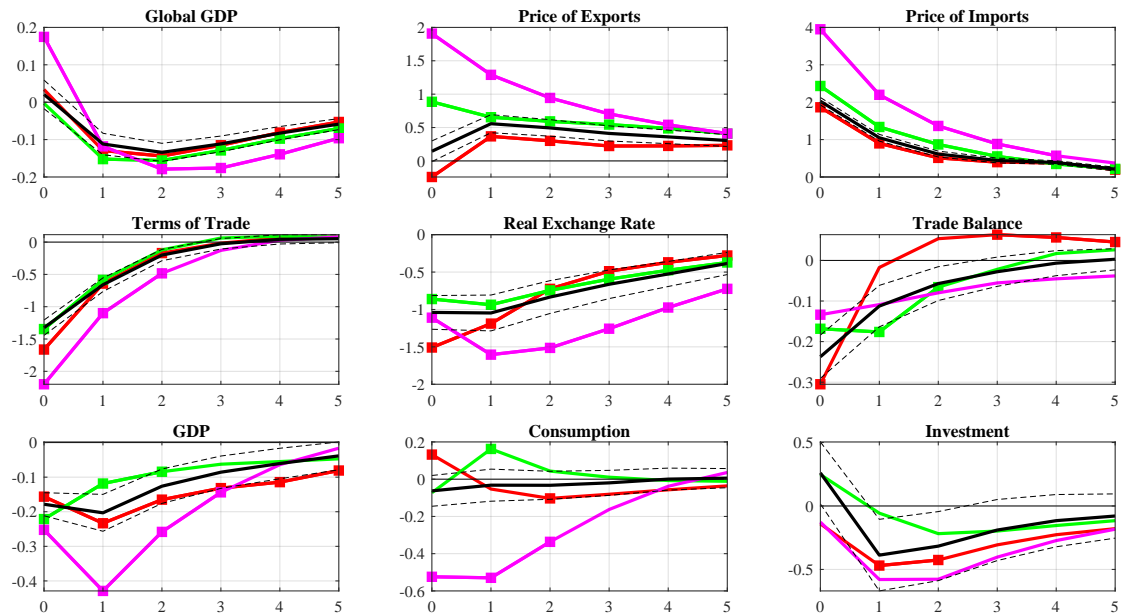 Global GDP
0.2
0.1
0
-0.1
-0.2
0 1 2 3 4 5
Price of Exports
2
1.5
1
0.5
0
0 1 2 3 4 5
Price of Imports
4
3
2
1
0
0 1 2 3 4 5
Terms of Trade
0
-0.5
-1
-1.5
-2
0 1 2 3 4 5
Real Exchange Rate
0
-0.5
-1
-1.5
-2
0 1 2 3 4 5
Trade Balance
0
-0.1
-0.2
-0.3
0 1 2 3 4 5
GDP
0
-0.1
-0.2
-0.3
-0.4
0 1 2 3 4 5
Consumption
0.2
0
-0.2
-0.4
-0.6
0 1 2 3 4 5
Investment
0.5
0
-0.5
0 1 2 3 4 5